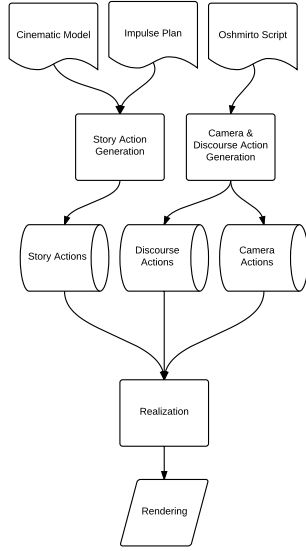 Cinematic Model
Impulse Plan
Oshmirto Script
Story Action
Generation
Camera &
Discourse Action
Generation
Story Actions
Discourse
Actions
Camera
Actions
Realization
Rendering